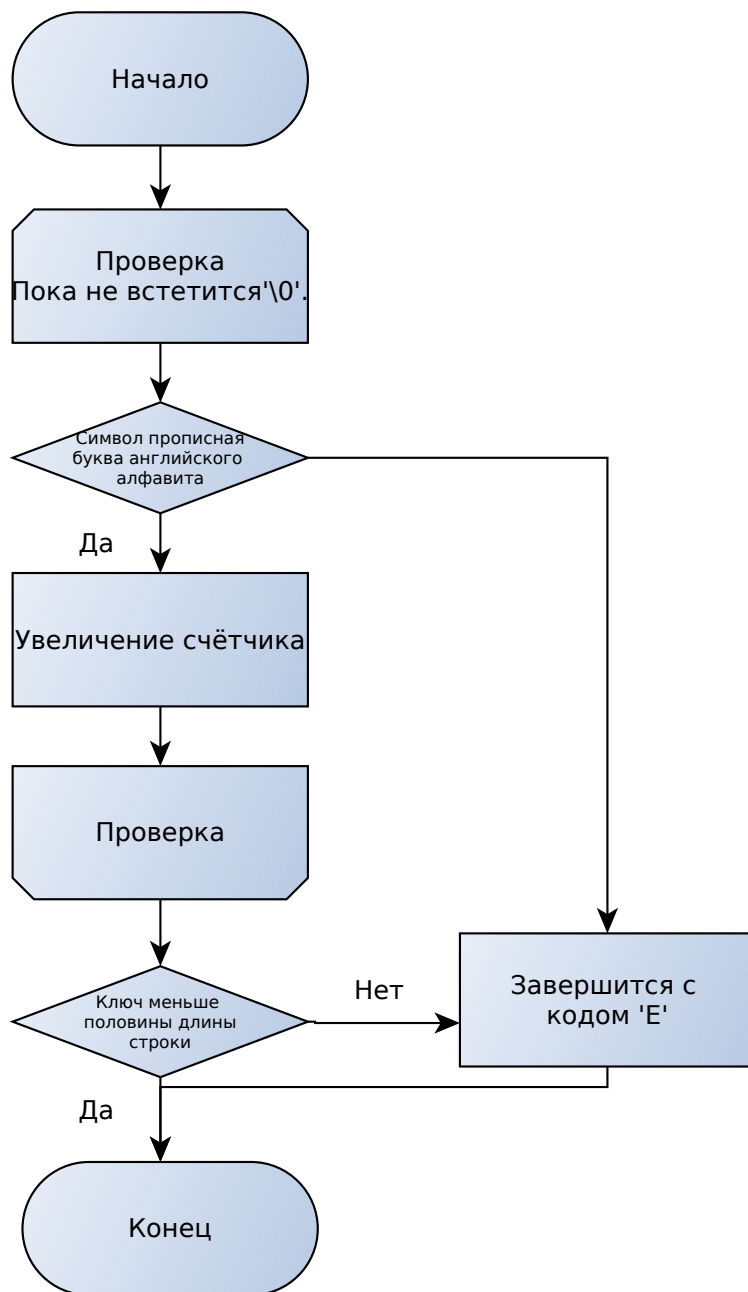 Начало
Проверка
Пока не встетится'\0'.
Символ прописная
буква английского
алфавита
Да
Увеличение счётчика
Проверка
Ключ меньше
половины длины
строки
Нет
Завершится с
кодом 'E'
Да
Конец